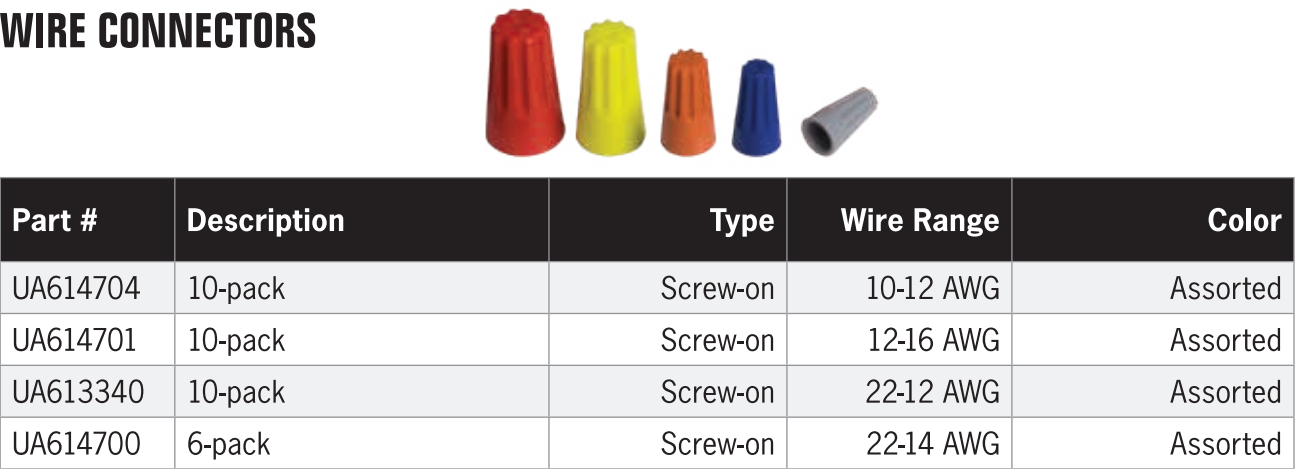 WIRE CONNECTORS
Part # Description Type Wire Range Color
UA614704 10-pack Screw-on 10-12 AWG Assorted
UA614701 10-pack Screw-on 12-16 AWG Assorted
UA613340 10-pack Screw-on 22-12 AWG Assorted
UA614700 6-pack Screw-on 22-14 AWG Assorted